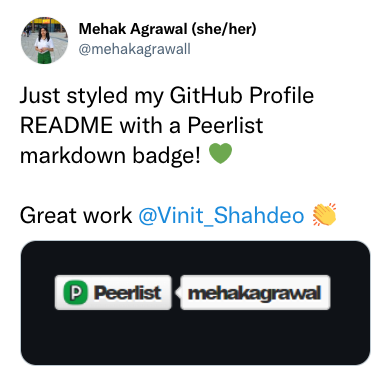 Mehak Agrawal (she/her)
@mehakagrawall
Just styled my GitHub Profile
README with a Peerlist
markdown badge! 💚
Great work @Vinit_Shahdeo 👏
P Peerlist mehakagrawal